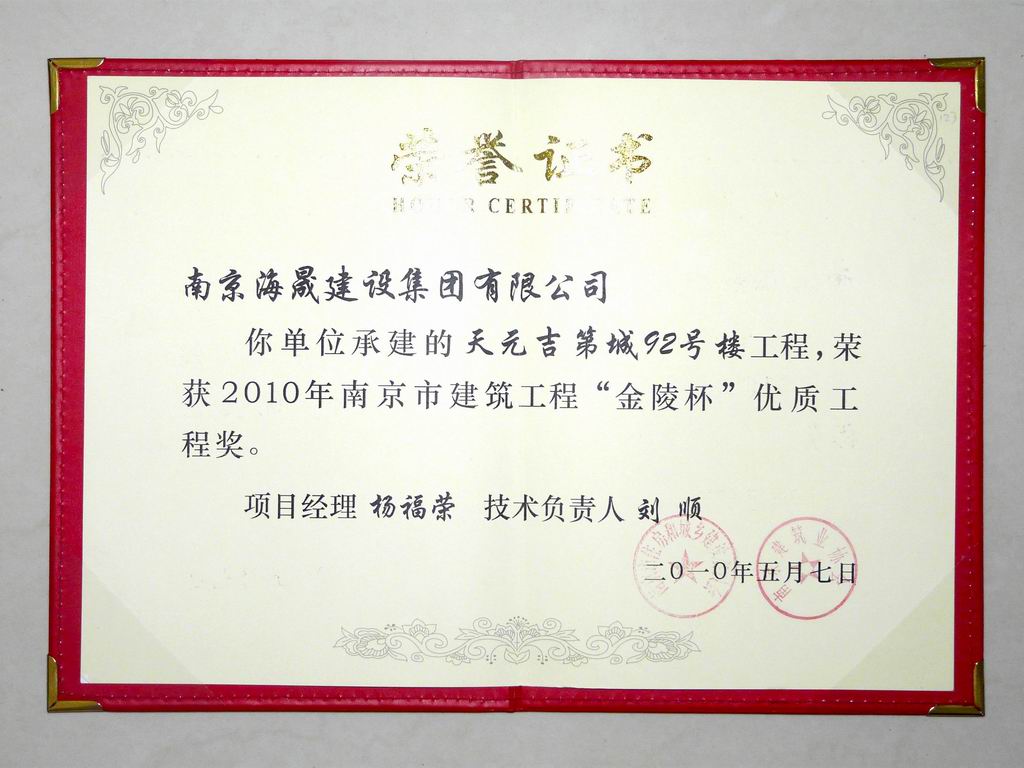 荣誉证书
HONOR CERTIFICATE
南京海晟建设集团有限公司
你单位承建的天元吉第城92号楼工程，荣
获2010年南京市建筑工程“金陵杯”优质工
程奖。
项目经理 杨福荣 技术负责人 刘顺
二〇一〇年五月七日
123